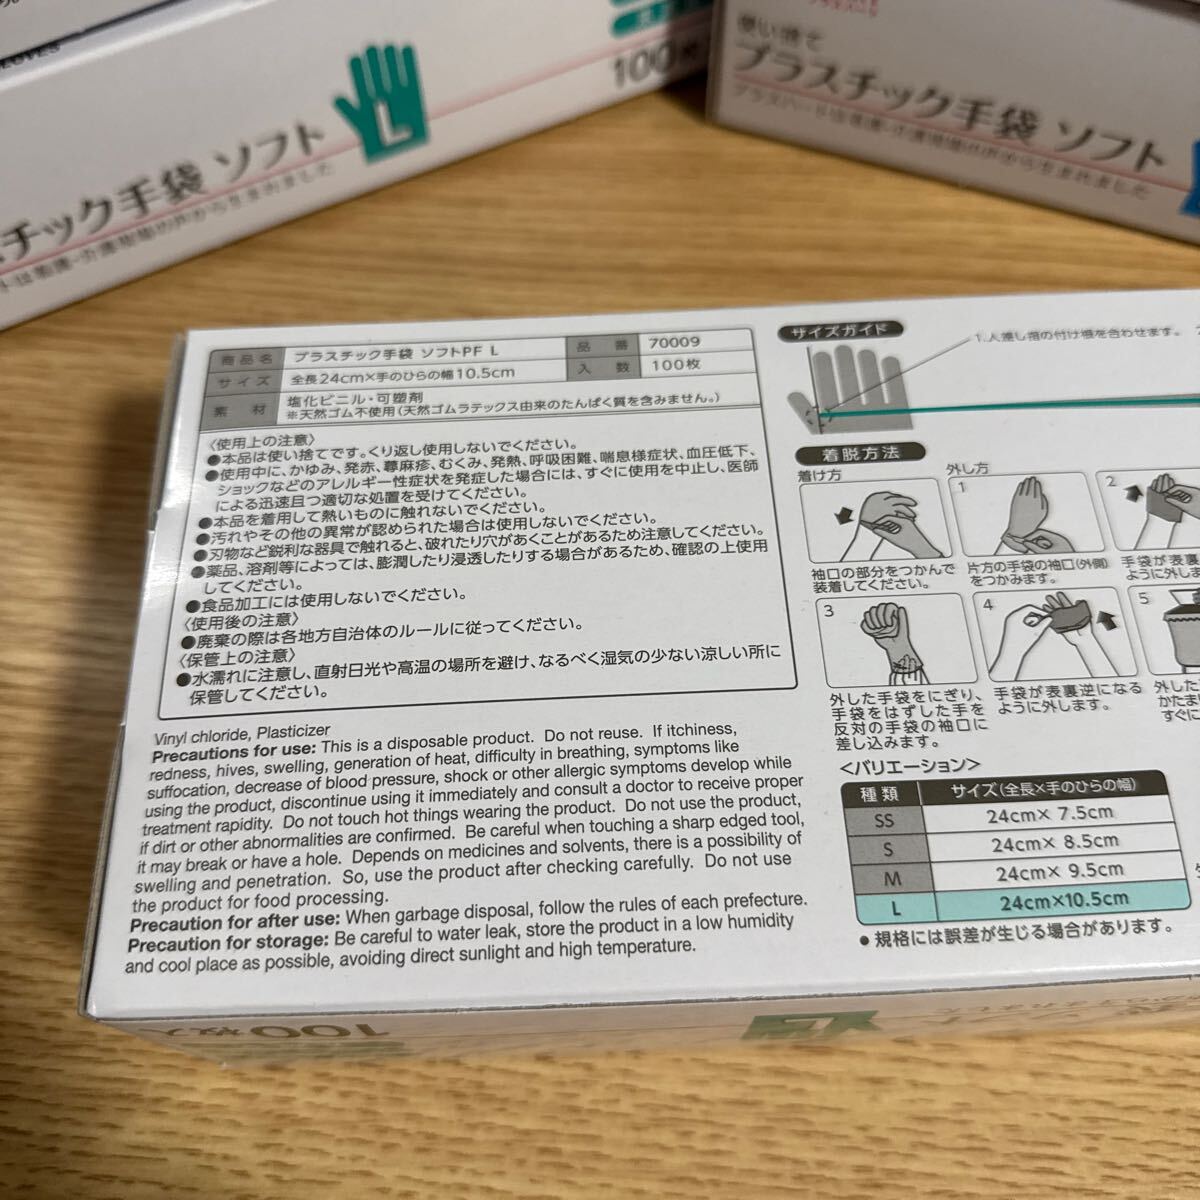 100
L
チック手袋 ソフト
使い捨て
プラスチック手袋 ソフト
商品名 プラスチック手袋 ソフトPF L 品番 70009
サイズ 全長24cm×手のひらの幅10.5cm 入数 100枚
素材 塩化ビニル・可塑剤
※天然ゴム不使用(天然ゴムラテックス由来のたんぱく質を含みません。)
〈使用上の注意〉
●本品は使い捨てです。くり返し使用しないでください。
●使用中に、かゆみ、発赤、蕁麻疹、むくみ、発熱、呼吸困難、喘息様症状、血圧低下、
ショックなどのアレルギー性症状を発症した場合には、すぐに使用を中止し、医師
による迅速且つ適切な処置を受けてください。
●本品を着用して熱いものに触れないでください。
●汚れやその他の異常が認められた場合は使用しないでください。
●刃物など鋭利な器具で触れると、破れたり穴があくことがあるため注意してください。
●薬品、溶剤等によっては、膨潤したり浸透したりする場合があるため、確認の上使用
してください。
●食品加工には使用しないでください。
〈使用後の注意〉
●廃棄の際は各地方自治体のルールに従ってください。
〈保管上の注意〉
●水濡れに注意し、直射日光や高温の場所を避け、なるべく湿気の少ない涼しい所に
保管してください。
Vinyl chloride, Plasticizer
Precautions for use: This is a disposable product. Do not reuse. If itchiness,
redness, hives, swelling, generation of heat, difficulty in breathing, symptoms like
suffocation, decrease of blood pressure, shock or other allergic symptoms develop while
using the product, discontinue using it immediately and consult a doctor to receive proper
treatment rapidity. Do not touch hot things wearing the product. Do not use the product,
if dirt or other abnormalities are confirmed. Be careful when touching a sharp edged tool,
it may break or have a hole. Depends on medicines and solvents, there is a possibility of
swelling and penetration. So, use the product after checking carefully. Do not use
the product for food processing.
Precaution for after use: When garbage disposal, follow the rules of each prefecture.
Precaution for storage: Be careful to water leak, store the product in a low humidity
and cool place as possible, avoiding direct sunlight and high temperature.
サイズガイド
1.人差し指の付け根を合わせます。
着脱方法
着け方
袖口の部分をつかんで
装着してください。
外し方
1
片方の手袋の袖口(外側)
をつかみます。
2
手袋が表裏
ように外しま
3
外した手袋をにぎり、
手袋をはずした手を
反対の手袋の袖口に
差し込みます。
4
手袋が表裏逆になる
ように外します。
5
外した
かたま
すぐに
<バリエーション>
種類 サイズ(全長×手のひらの幅)
SS 24cm× 7.5cm
S 24cm× 8.5cm
M 24cm× 9.5cm
L 24cm×10.5cm
●規格には誤差が生じる場合があります。
100
L